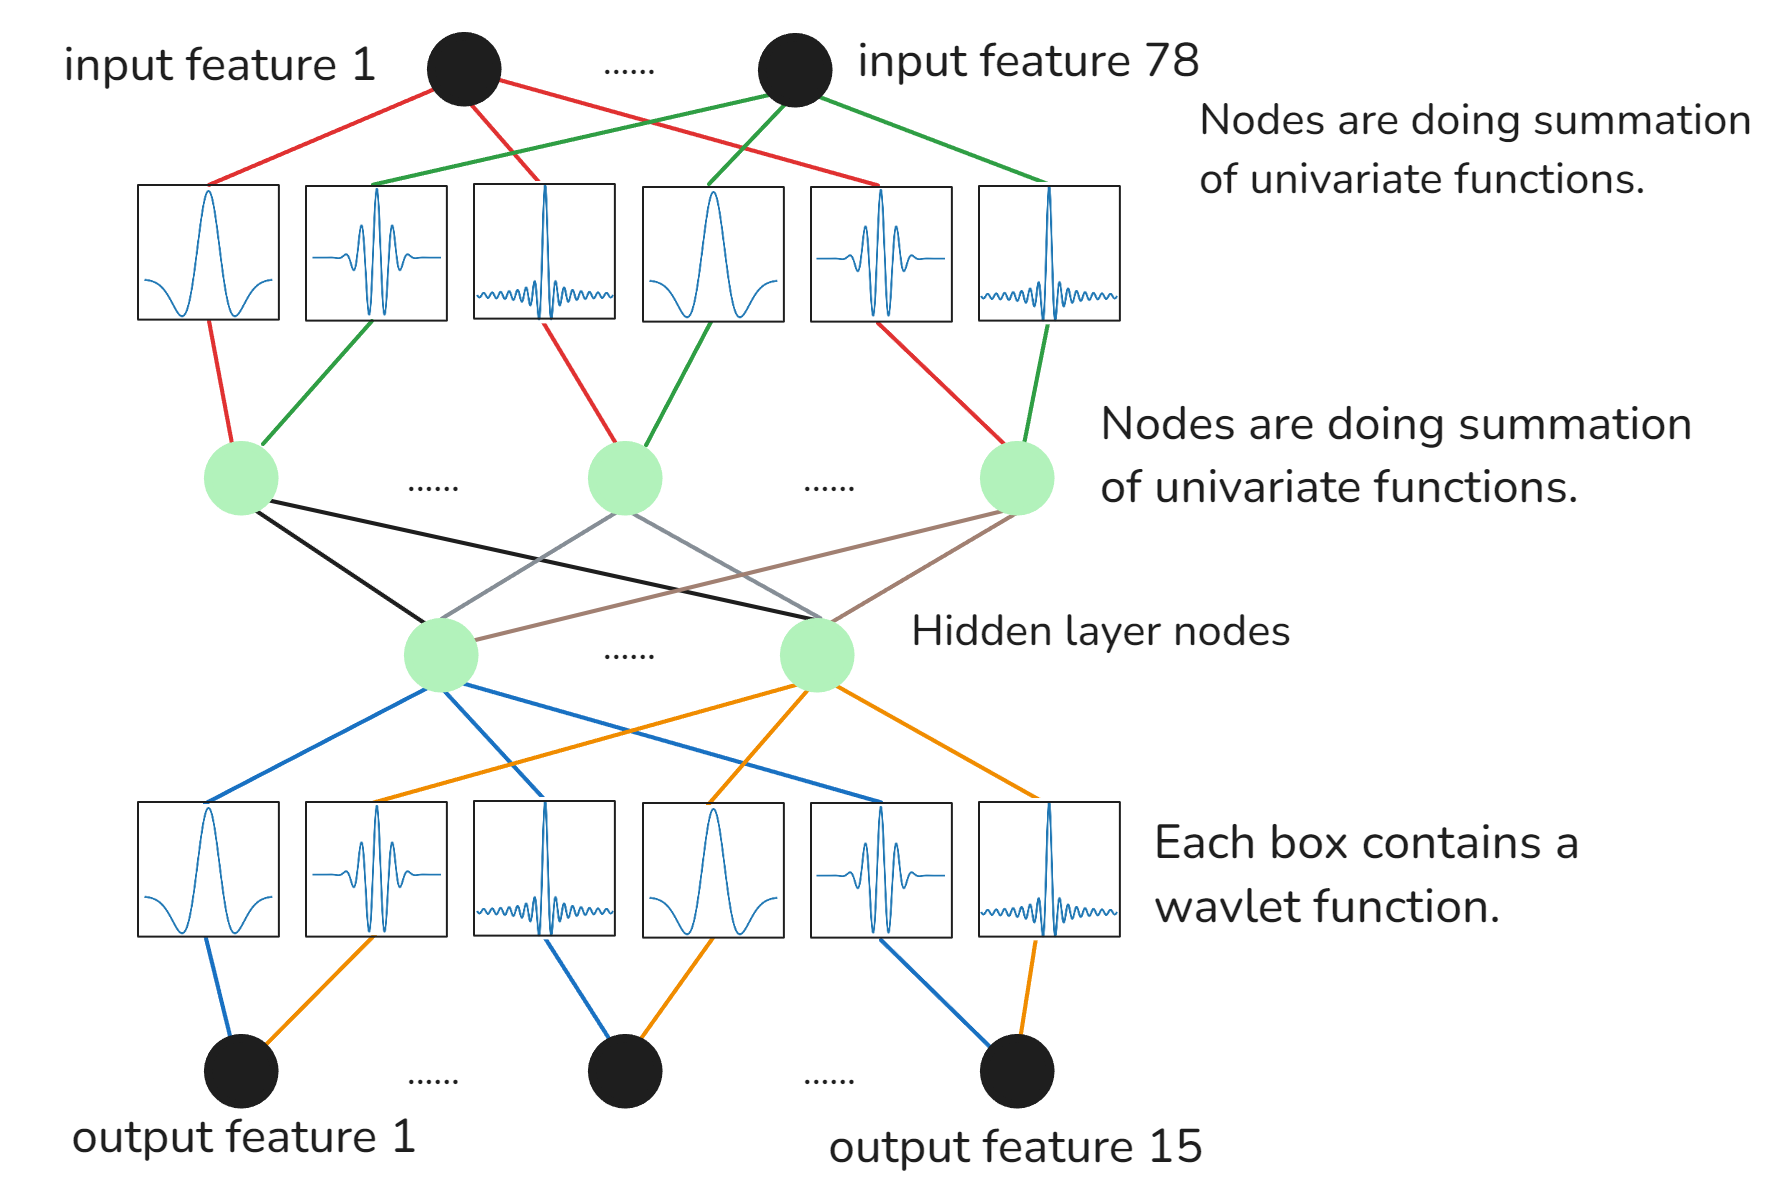 input feature 1
......
input feature 78
Nodes are doing summation
of univariate functions.
Nodes are doing summation
of univariate functions.
......
......
Hidden layer nodes
......
Each box contains a
wavlet function.
......
......
output feature 1
output feature 15